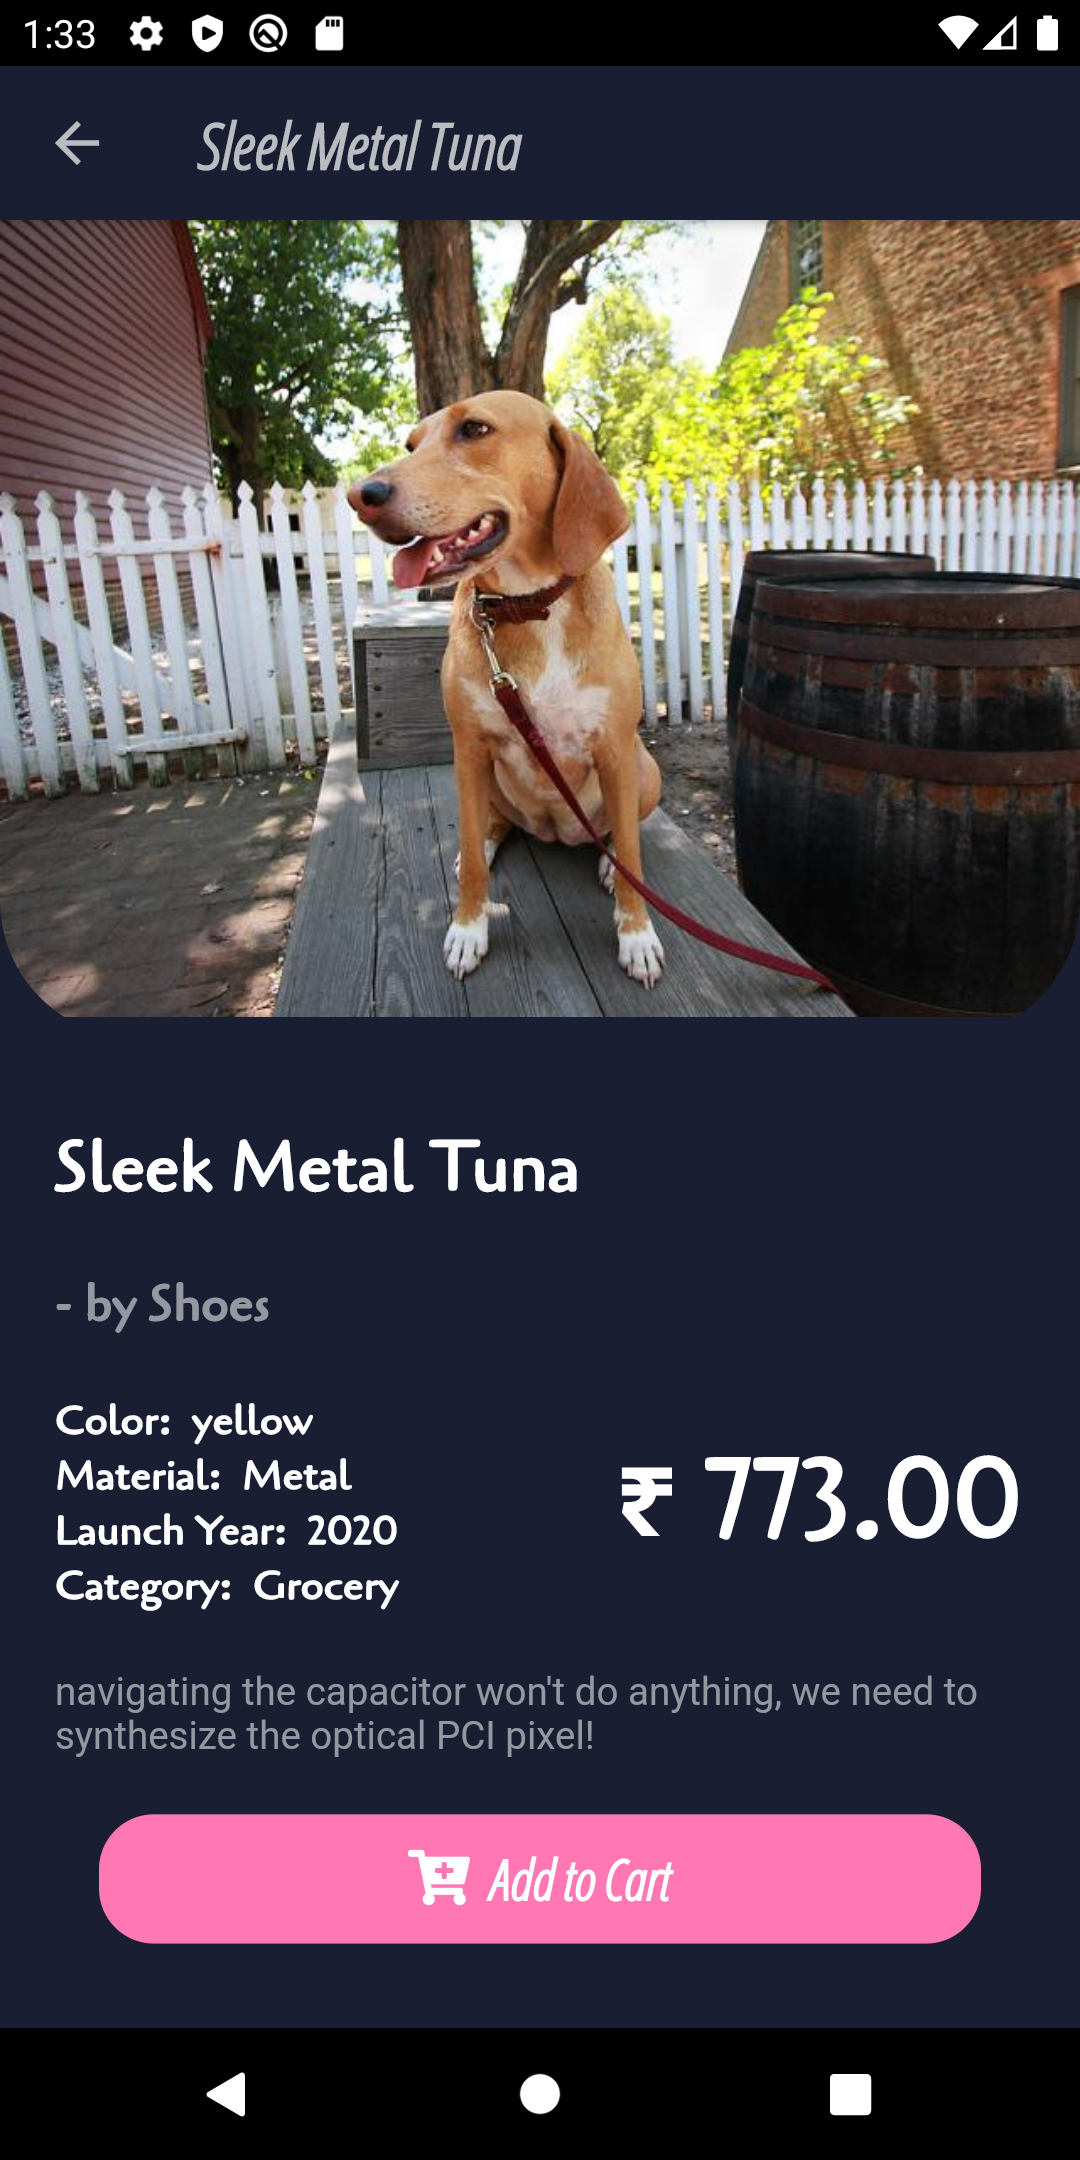 1:33
Sleek Metal Tuna
Sleek Metal Tuna
- by Shoes
Color: yellow
Material: Metal
Launch Year: 2020
Category: Grocery
₹ 773.00
navigating the capacitor won't do anything, we need to
synthesize the optical PCI pixel!
Add to Cart